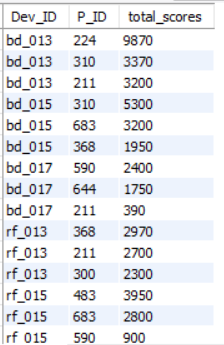 Dev_ID P_ID total_scores
bd_013 224 9870
bd_013 310 3370
bd_013 211 3200
bd_015 310 5300
bd_015 683 3200
bd_015 368 1950
bd_017 590 2400
bd_017 644 1750
bd_017 211 390
rf_013 368 2970
rf_013 211 2700
rf_013 300 2300
rf_015 483 3950
rf_015 683 2800
rf_015 590 900